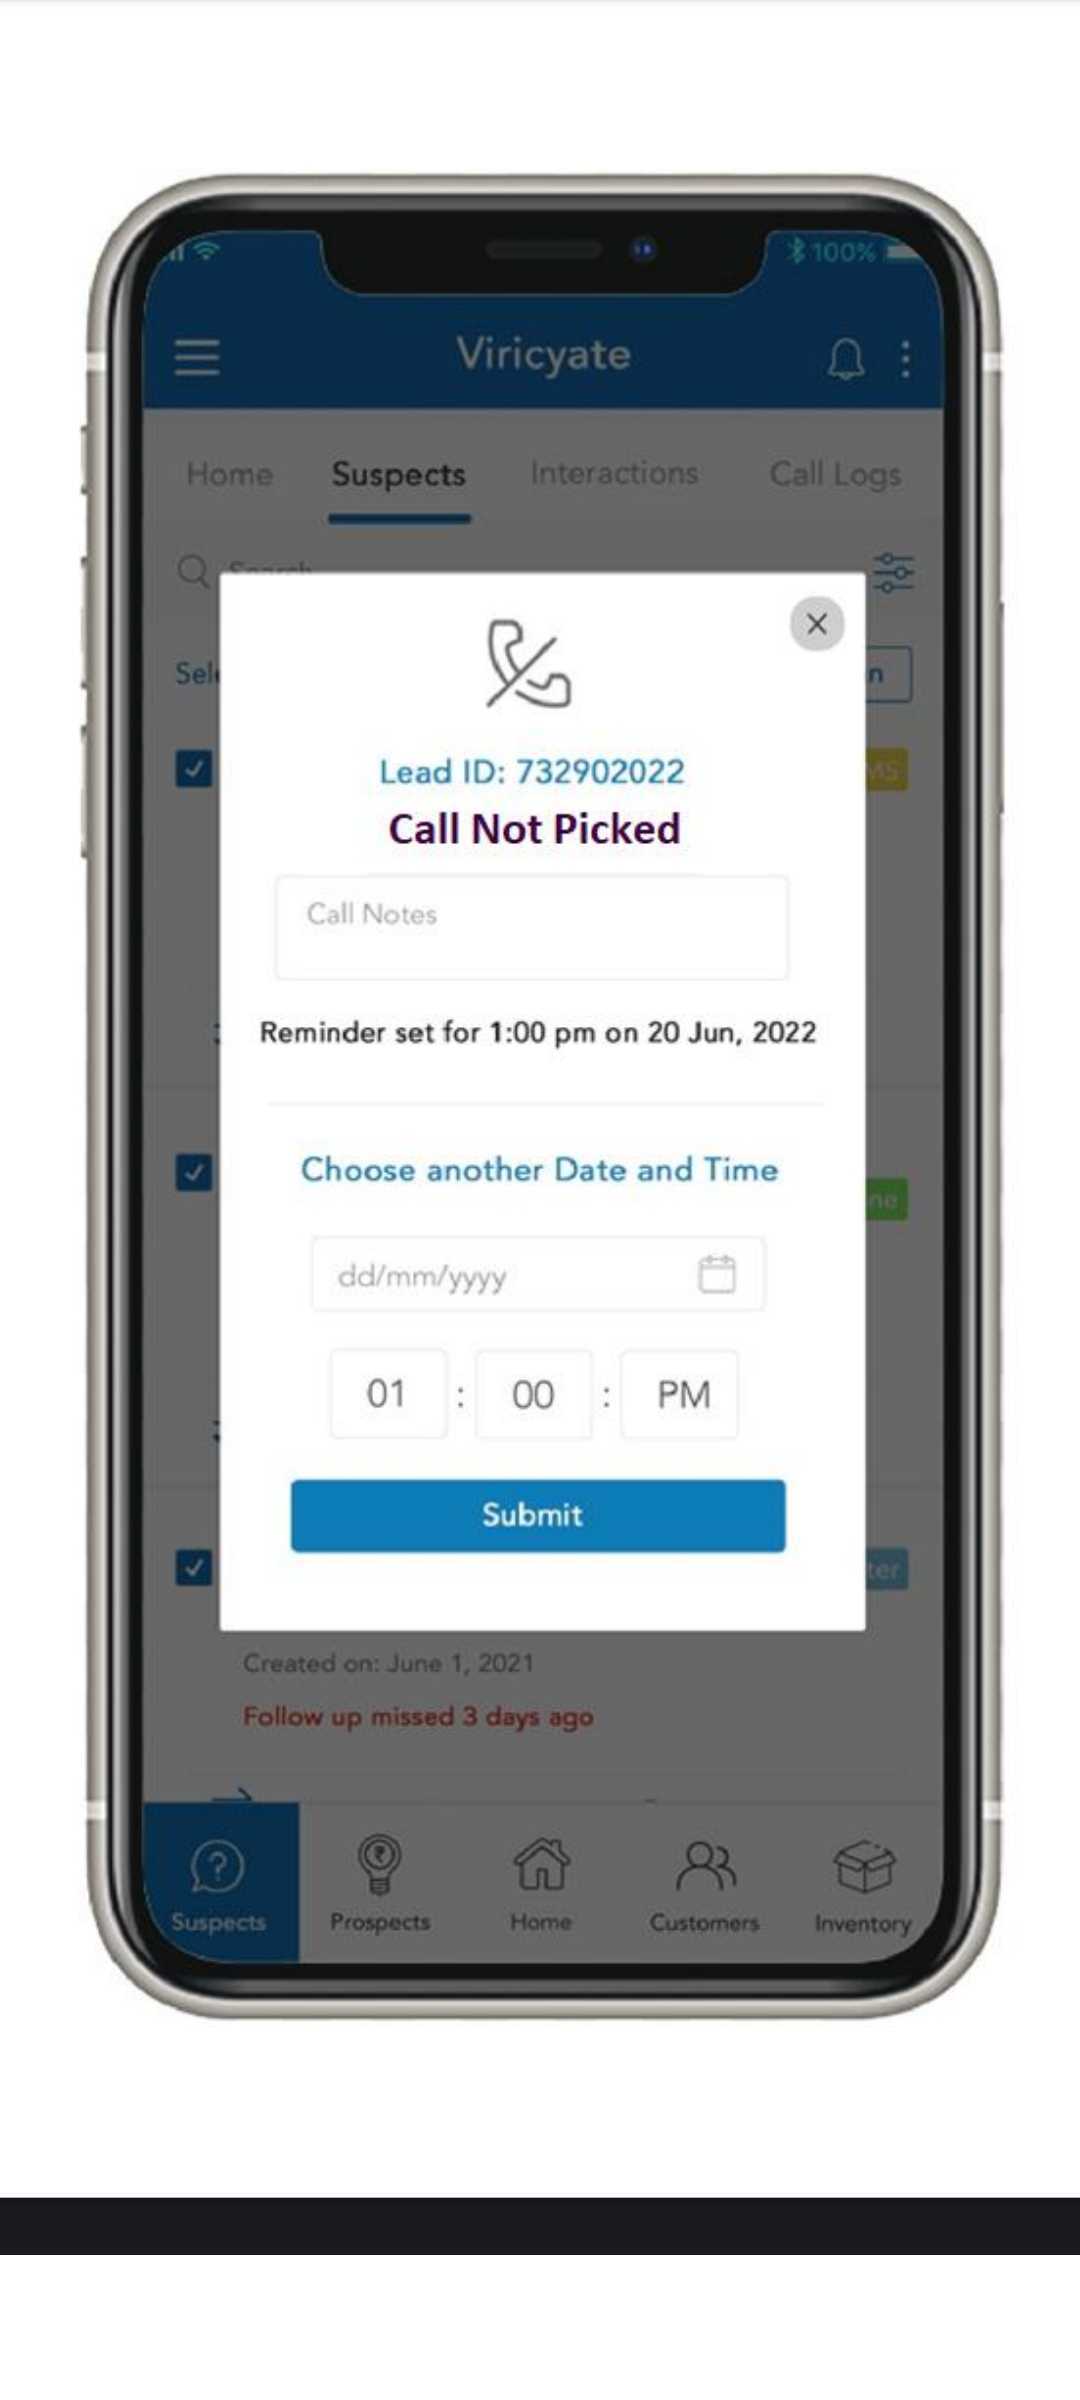 100%
Viricyate
Home Suspects Interactions Call Logs
Search
Lead ID: 732902022
Call Not Picked
Call Notes
Reminder set for 1:00 pm on 20 Jun, 2022
Choose another Date and Time
dd/mm/yyyy
01 : 00 : PM
Submit
Created on: June 1, 2021
Follow up missed 3 days ago
Suspects Prospects Home Customers Inventory